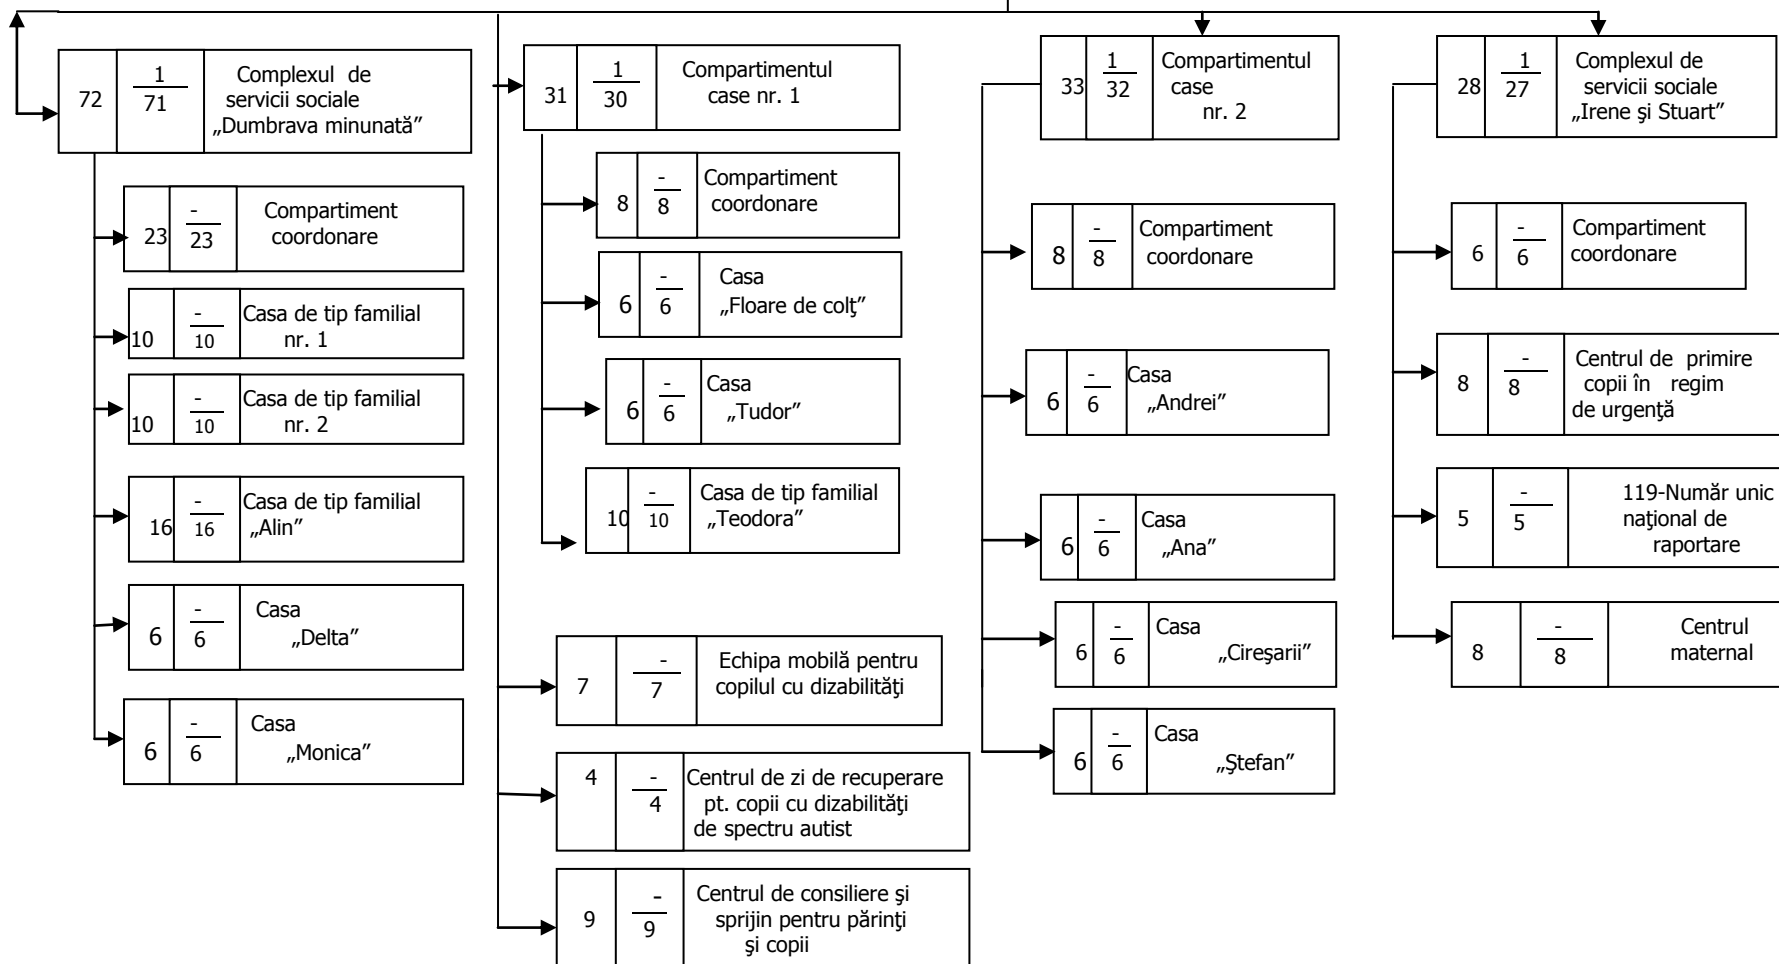 72
1
71
Complexul de
servicii sociale
„Dumbrava minunată”
23
-
23
Compartiment
coordonare
10
-
10
Casa de tip familial
nr. 1
10
-
10
Casa de tip familial
nr. 2
16
-
16
Casa de tip familial
„Alin”
6
-
6
Casa
„Delta”
6
-
6
Casa
„Monica”
31
1
30
Compartimentul
case nr. 1
8
-
8
Compartiment
coordonare
6
-
6
Casa
„Floare de colţ”
6
-
6
Casa
„Tudor”
10
-
10
Casa de tip familial
„Teodora”
7
-
7
Echipa mobilă pentru
copilul cu dizabilităţi
4
-
4
Centrul de zi de recuperare
pt. copii cu dizabilităţi
de spectru autist
9
-
9
Centrul de consiliere şi
sprijin pentru părinţi
şi copii
33
1
32
Compartimentul
case
nr. 2
8
-
8
Compartiment
coordonare
6
-
6
Casa
„Andrei”
6
-
6
Casa
„Ana”
6
-
6
Casa
„Cireşarii”
6
-
6
Casa
„Ştefan”
28
1
27
Complexul de
servicii sociale
„Irene şi Stuart”
6
-
6
Compartiment
coordonare
8
-
8
Centrul de primire
copii în regim
de urgenţă
5
-
5
119-Număr unic
naţional de
raportare
8
-
8
Centrul
maternal